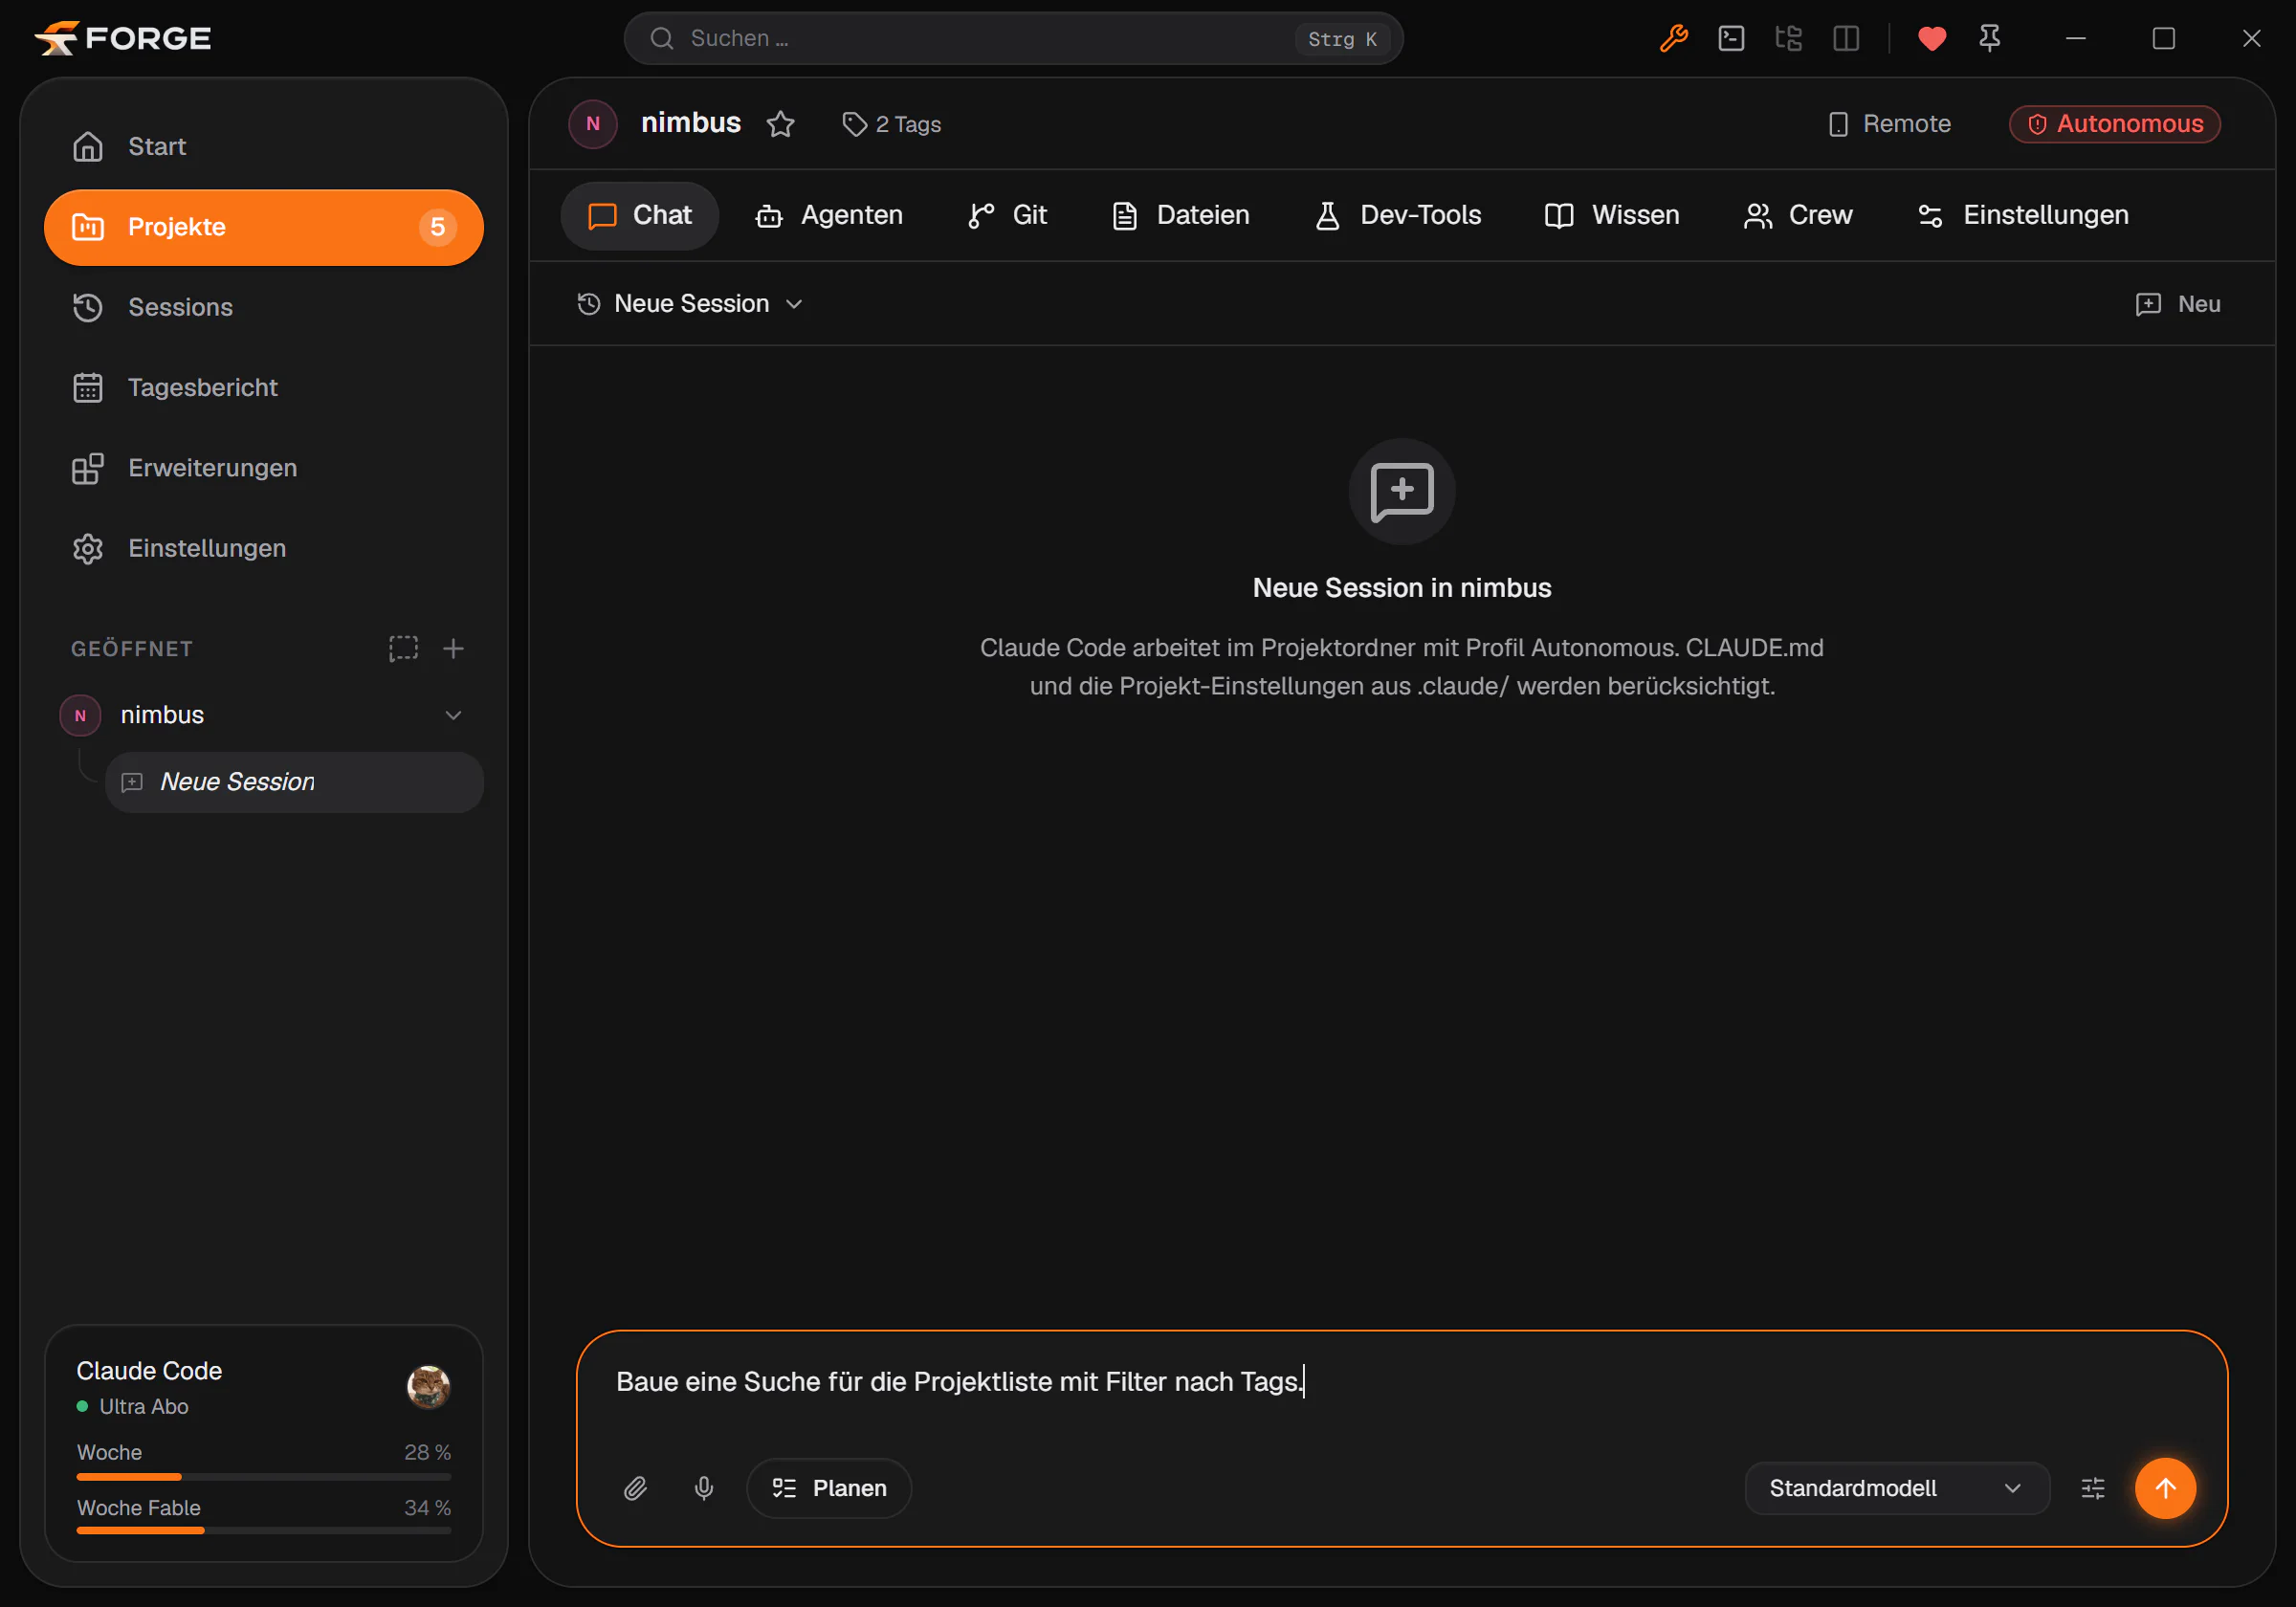 FORGE
Suchen ...
Strg K
Start
Projekte
5
Sessions
Tagesbericht
Erweiterungen
Einstellungen
GEÖFFNET
N
nimbus
Neue Session
Claude Code
Ultra Abo
Woche
28 %
Woche Fable
34 %
N
nimbus
2 Tags
Remote
Autonomous
Chat
Agenten
Git
Dateien
Dev-Tools
Wissen
Crew
Einstellungen
Neue Session
Neu
Neue Session in nimbus
Claude Code arbeitet im Projektordner mit Profil Autonomous. CLAUDE.md
und die Projekt-Einstellungen aus .claude/ werden berücksichtigt.
Baue eine Suche für die Projektliste mit Filter nach Tags.
Planen
Standardmodell